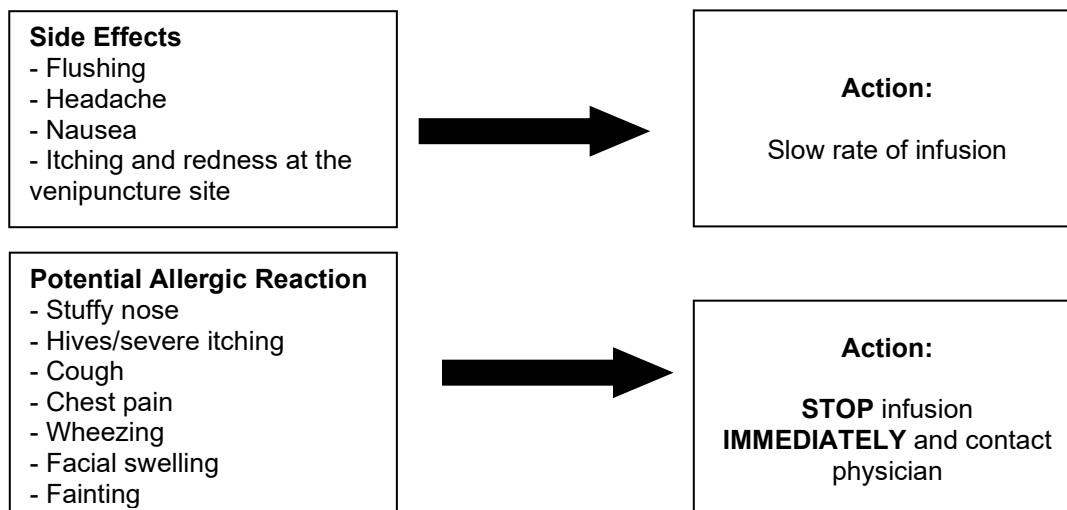 Side Effects
- Flushing
- Headache
- Nausea
- Itching and redness at the
venipuncture site
Action:
Slow rate of infusion
Potential Allergic Reaction
- Stuffy nose
- Hives/severe itching
- Cough
- Chest pain
- Wheezing
- Facial swelling
- Fainting
Action:
STOP infusion
IMMEDIATELY and contact
physician